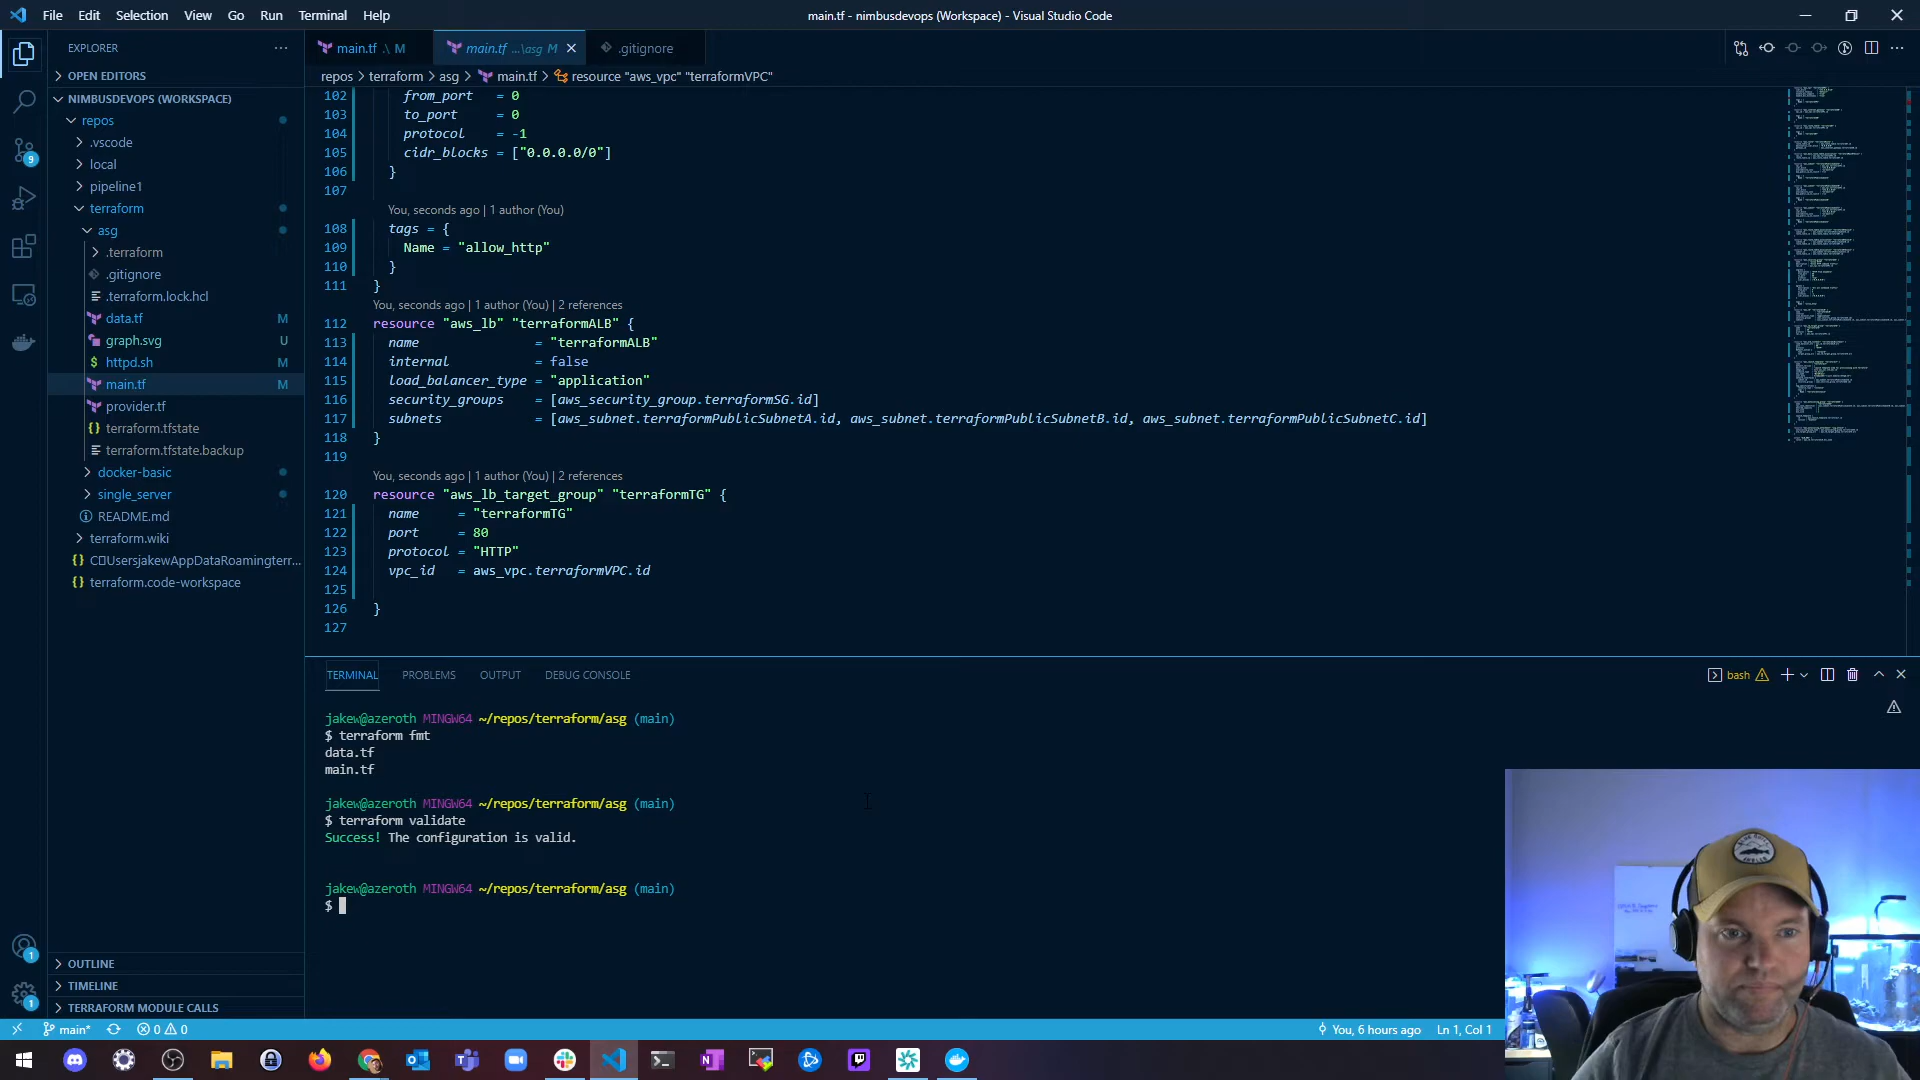 File Edit Selection View Go Run Terminal Help
main.tf - nimbusdevops (Workspace) - Visual Studio Code
EXPLORER
main.tf .\ M
main.tf ...\asg M
.gitignore
OPEN EDITORS
repos > terraform > asg > main.tf > resource "aws_vpc" "terraformVPC"
NIMBUSDEVOPS (WORKSPACE)
repos
.vscode
local
pipeline1
terraform
asg
.terraform
.gitignore
.terraform.lock.hcl
data.tf M
graph.svg U
httpd.sh M
main.tf M
provider.tf
terraform.tfstate
terraform.tfstate.backup
docker-basic
single_server
README.md
terraform.wiki
C:\UsersjakewAppDataRoamingterr...
terraform.code-workspace
OUTLINE
TIMELINE
TERRAFORM MODULE CALLS
102 from_port = 0
103 to_port = 0
104 protocol = -1
105 cidr_blocks = ["0.0.0.0/0"]
106 }
107
You, seconds ago | 1 author (You)
108 tags = {
109 Name = "allow_http"
110 }
111 }
You, seconds ago | 1 author (You) | 2 references
112 resource "aws_lb" "terraformALB" {
113 name = "terraformALB"
114 internal = false
115 load_balancer_type = "application"
116 security_groups = [aws_security_group.terraformSG.id]
117 subnets = [aws_subnet.terraformPublicSubnetA.id, aws_subnet.terraformPublicSubnetB.id, aws_subnet.terraformPublicSubnetC.id]
118 }
119
You, seconds ago | 1 author (You) | 2 references
120 resource "aws_lb_target_group" "terraformTG" {
121 name = "terraformTG"
122 port = 80
123 protocol = "HTTP"
124 vpc_id = aws_vpc.terraformVPC.id
125
126 }
127
TERMINAL PROBLEMS OUTPUT DEBUG CONSOLE
bash
jakew@azeroth MINGW64 ~/repos/terraform/asg (main)
$ terraform fmt
data.tf
main.tf
jakew@azeroth MINGW64 ~/repos/terraform/asg (main)
$ terraform validate
Success! The configuration is valid.
jakew@azeroth MINGW64 ~/repos/terraform/asg (main)
$
9
1
1
main* 0 0
You, 6 hours ago Ln 1, Col 1